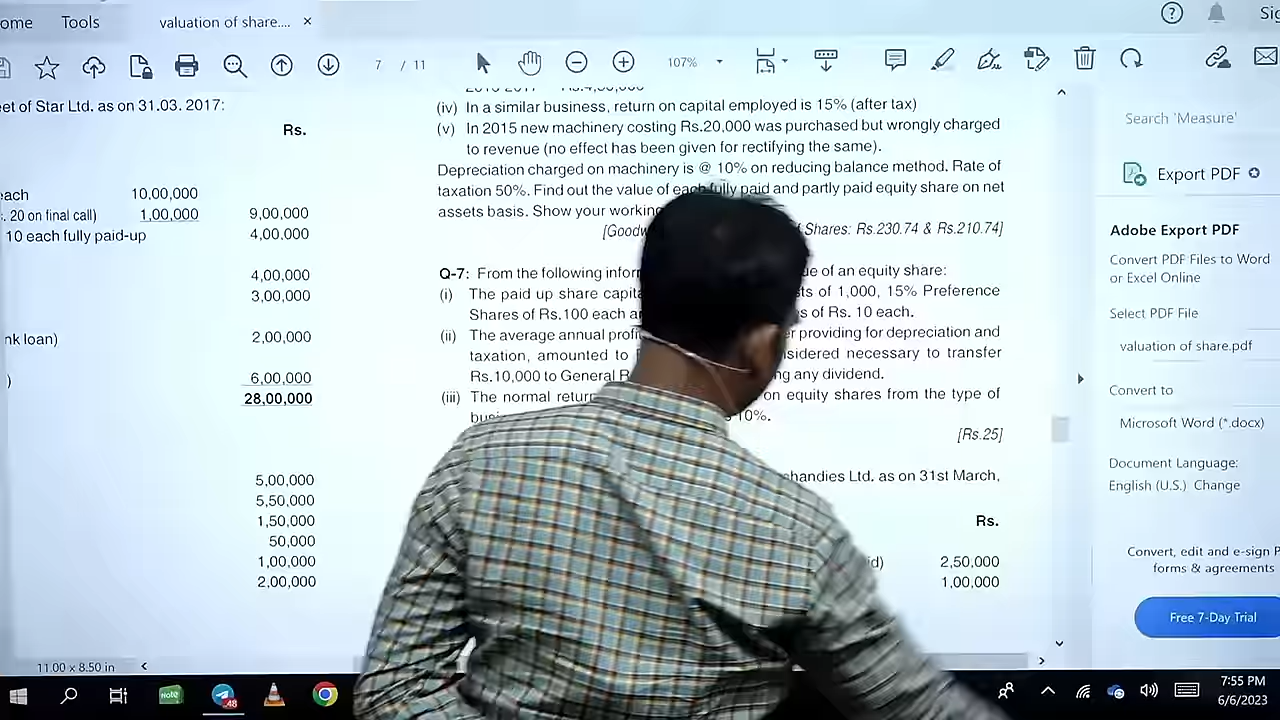 ome Tools valuation of share.... ×
? Sig
7 / 11 107%
eet of Star Ltd. as on 31.03. 2017:
Rs.
each 10,00,000
. 20 on final call) 1,00,000 9,00,000
10 each fully paid-up 4,00,000
4,00,000
3,00,000
nk loan) 2,00,000
) 6,00,000
28,00,000
5,00,000
5,50,000
1,50,000
50,000
1,00,000
2,00,000
(iv) In a similar business, return on capital employed is 15% (after tax)
(v) In 2015 new machinery costing Rs.20,000 was purchased but wrongly charged
to revenue (no effect has been given for rectifying the same).
Depreciation charged on machinery is @ 10% on reducing balance method. Rate of
taxation 50%. Find out the value of each fully paid and partly paid equity share on net
assets basis. Show your working
[Goodw Shares: Rs.230.74 & Rs.210.74]
Q-7: From the following infor ue of an equity share:
(i) The paid up share capita ts of 1,000, 15% Preference
Shares of Rs.100 each a s of Rs. 10 each.
(ii) The average annual profi er providing for depreciation and
taxation, amounted to nsidered necessary to transfer
Rs.10,000 to General R ng any dividend.
(iii) The normal return on equity shares from the type of
busi 10%.
[Rs.25]
chandies Ltd. as on 31st March,
Rs.
id) 2,50,000
1,00,000
Search 'Measure'
Export PDF
Adobe Export PDF
Convert PDF Files to Word
or Excel Online
Select PDF File
valuation of share.pdf
Convert to
Microsoft Word (*.docx)
Document Language:
English (U.S.) Change
Convert, edit and e-sign P
forms & agreements
Free 7-Day Trial
11.00 x 8.50 in
note 48
7:55 PM
6/6/2023